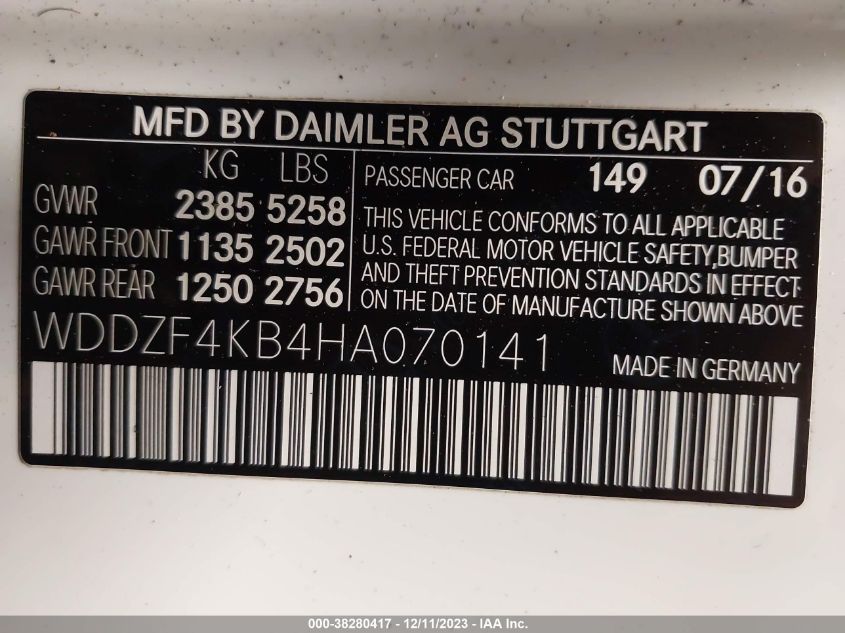 MFD BY DAIMLER AG STUTTGART
KG LBS
GVWR 2385 5258
GAWR FRONT 1135 2502
GAWR REAR 1250 2756
PASSENGER CAR 149 07/16
THIS VEHICLE CONFORMS TO ALL APPLICABLE
U.S. FEDERAL MOTOR VEHICLE SAFETY,BUMPER
AND THEFT PREVENTION STANDARDS IN EFFECT
ON THE DATE OF MANUFACTURE SHOWN ABOVE
WDDZF4KB4HA070141
MADE IN GERMANY
000-38280417 - 12/11/2023 - IAA Inc.